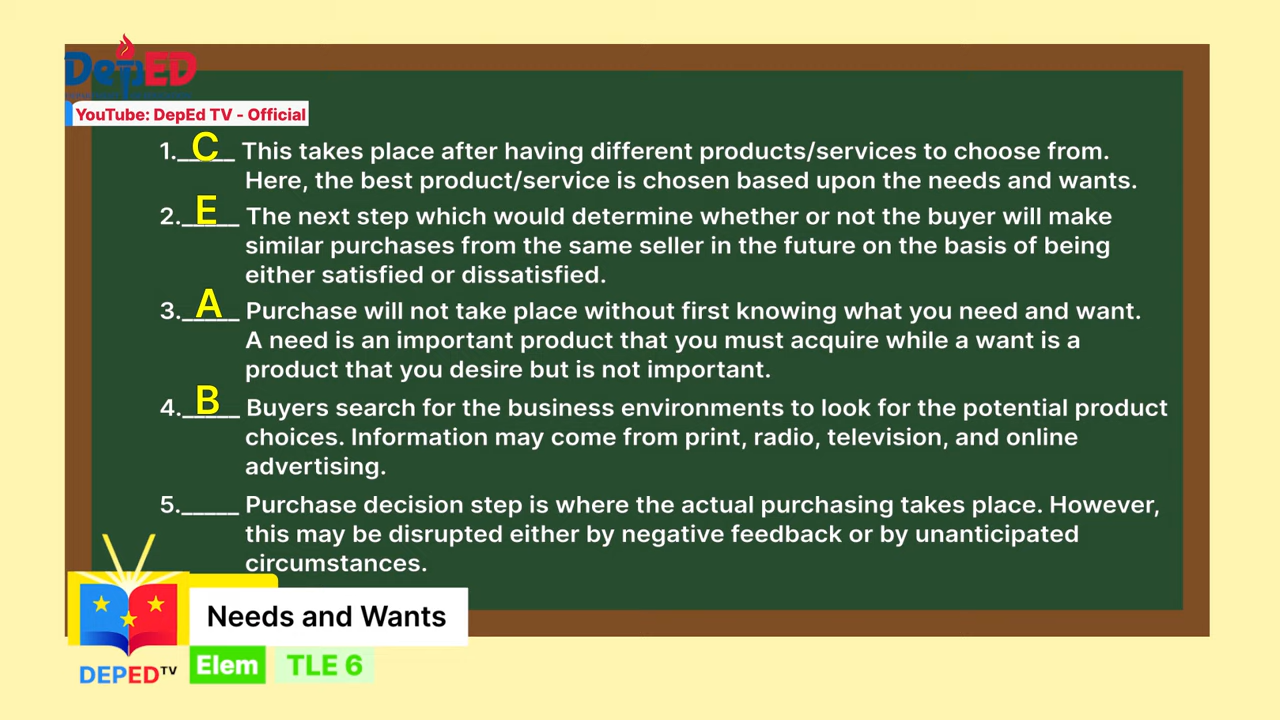 DepED
YouTube: DepEd TV - Official
1._____ C This takes place after having different products/services to choose from.
Here, the best product/service is chosen based upon the needs and wants.
2._____ E The next step which would determine whether or not the buyer will make
similar purchases from the same seller in the future on the basis of being
either satisfied or dissatisfied.
3._____ A Purchase will not take place without first knowing what you need and want.
A need is an important product that you must acquire while a want is a
product that you desire but is not important.
4._____ B Buyers search for the business environments to look for the potential product
choices. Information may come from print, radio, television, and online
advertising.
5._____ Purchase decision step is where the actual purchasing takes place. However,
this may be disrupted either by negative feedback or by unanticipated
circumstances.
Needs and Wants
DEPEDTV
Elem TLE 6